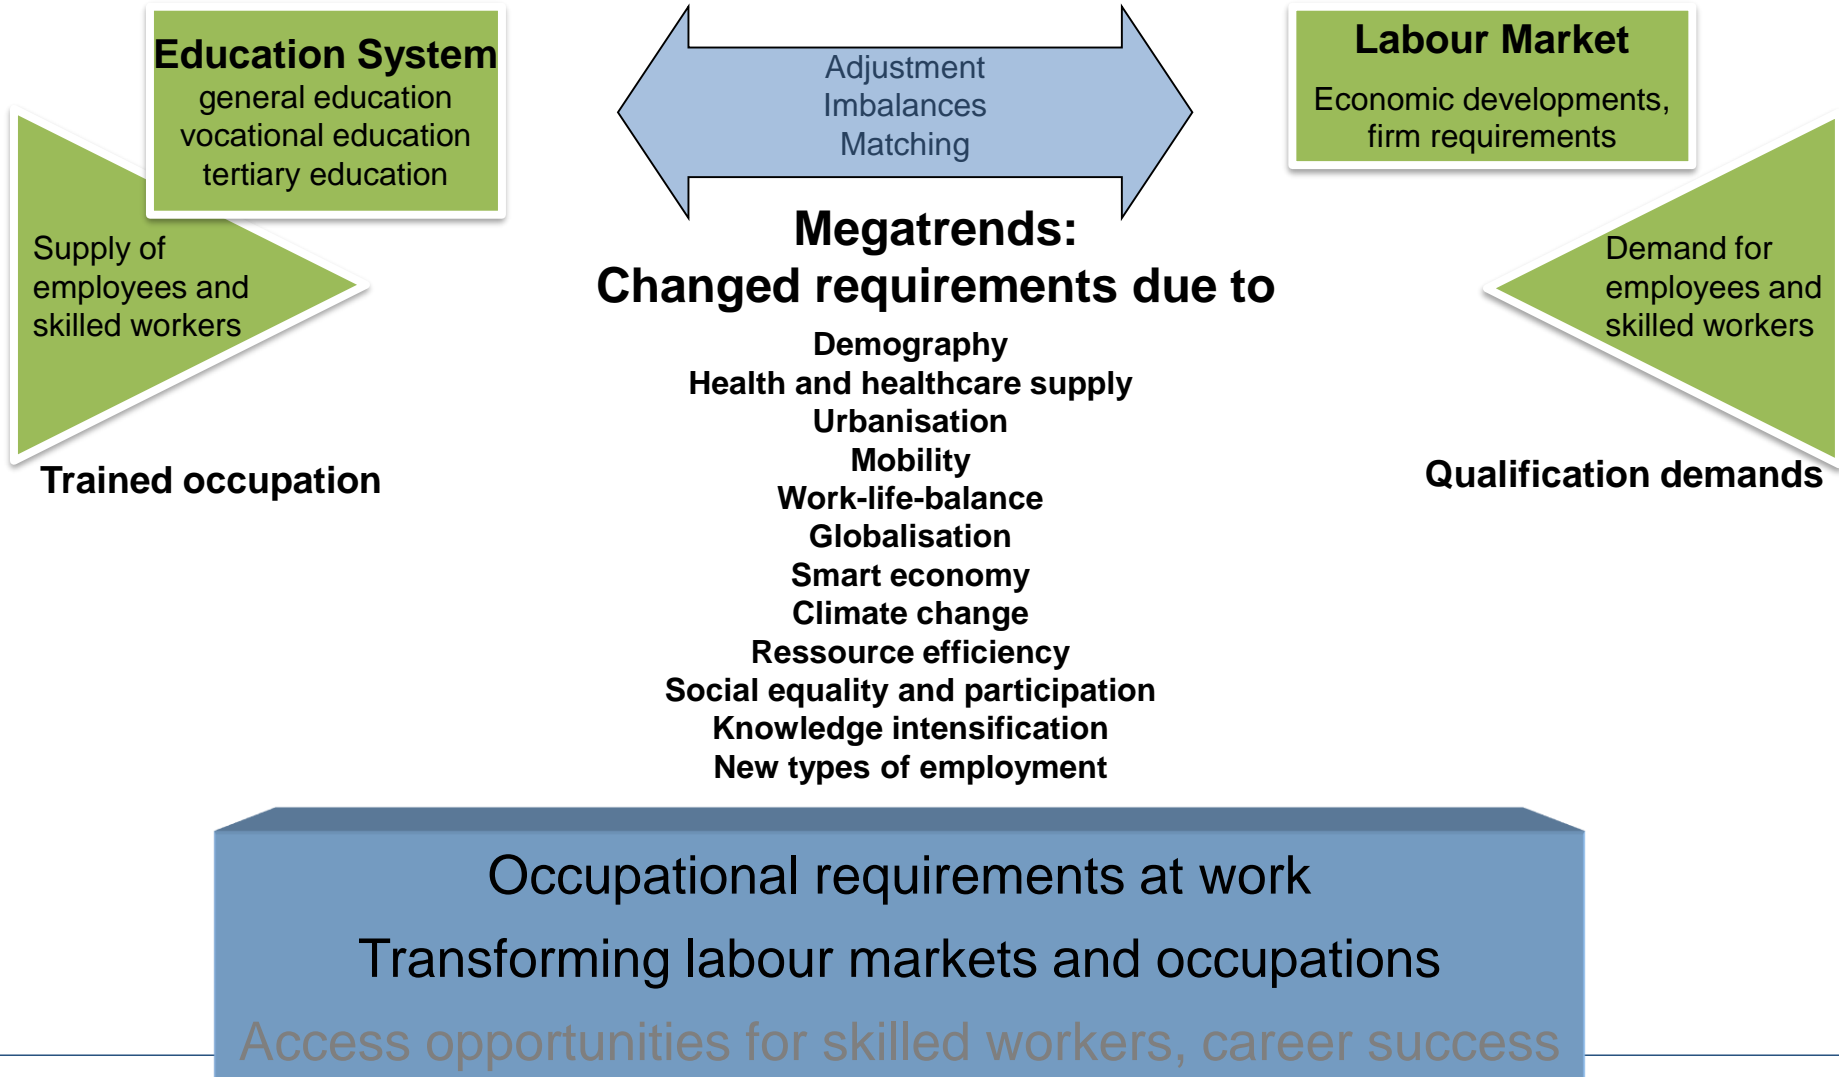 Education System
general education
vocational education
tertiary education
Adjustment
Imbalances
Matching
Labour Market
Economic developments,
firm requirements
Supply of
employees and
skilled workers
Trained occupation
Megatrends:
Changed requirements due to
Demography
Health and healthcare supply
Urbanisation
Mobility
Work-life-balance
Globalisation
Smart economy
Climate change
Ressource efficiency
Social equality and participation
Knowledge intensification
New types of employment
Demand for
employees and
skilled workers
Qualification demands
Occupational requirements at work
Transforming labour markets and occupations
Access opportunities for skilled workers, career success